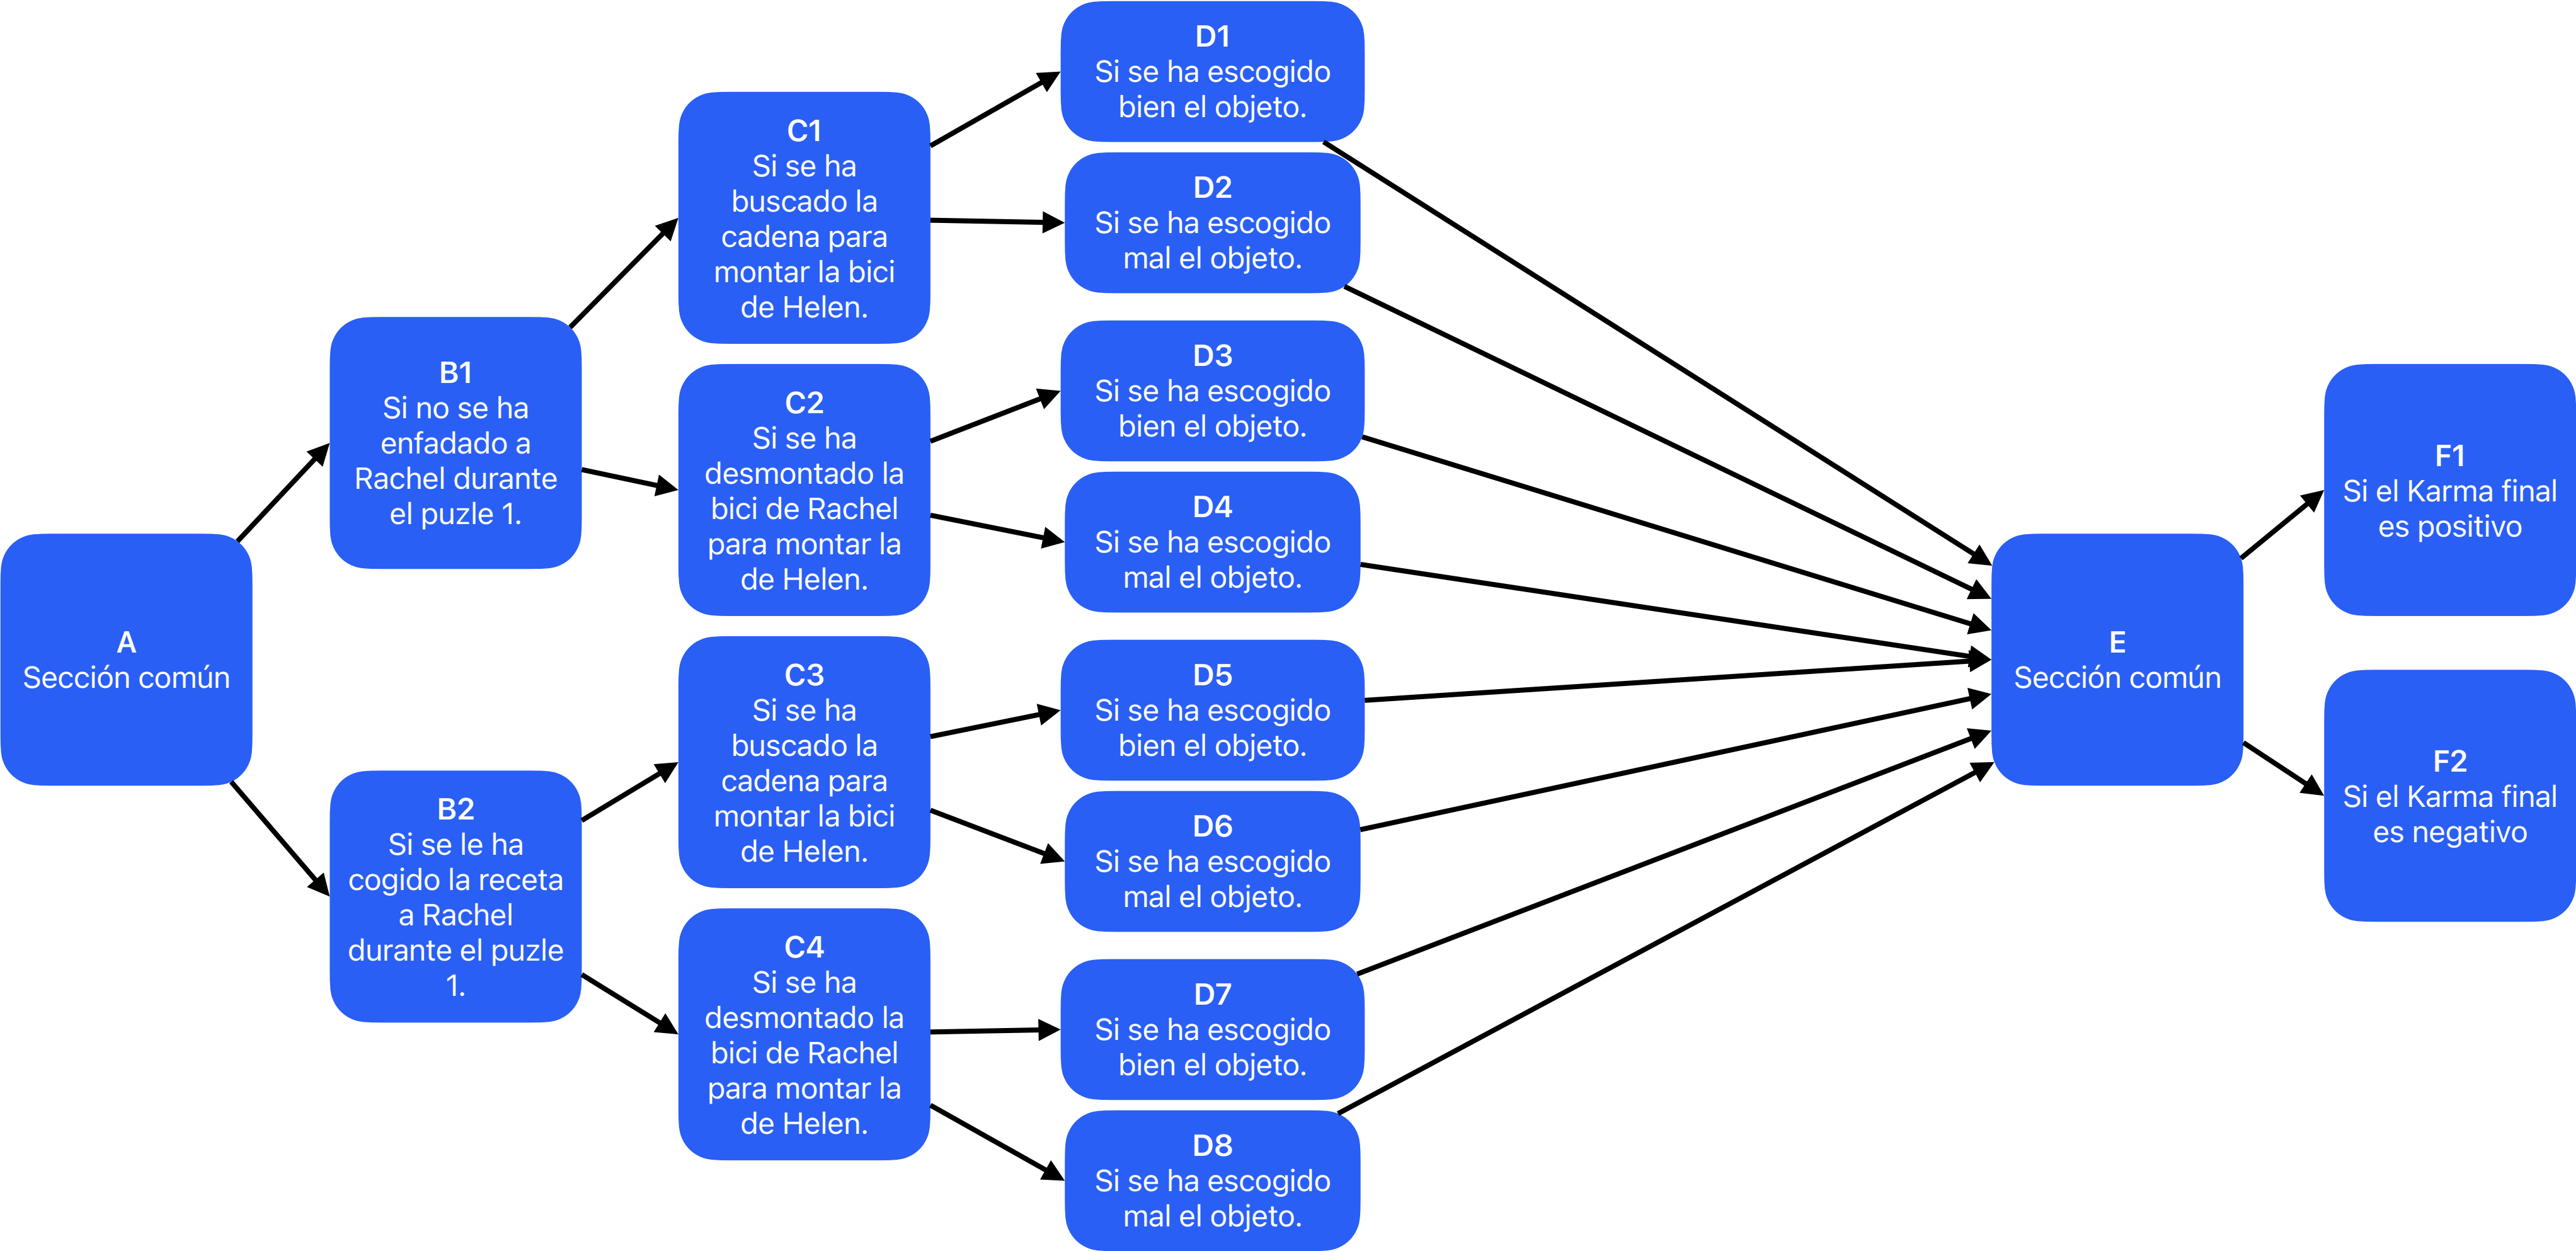 A
Sección común
B1
Si no se ha
enfadado a
Rachel durante
el puzle 1.
B2
Si se le ha
cogido la receta
a Rachel
durante el puzle
1.
C1
Si se ha
buscado la
cadena para
montar la bici
de Helen.
C2
Si se ha
desmontado la
bici de Rachel
para montar la
de Helen.
C3
Si se ha
buscado la
cadena para
montar la bici
de Helen.
C4
Si se ha
desmontado la
bici de Rachel
para montar la
de Helen.
D1
Si se ha escogido
bien el objeto.
D2
Si se ha escogido
mal el objeto.
D3
Si se ha escogido
bien el objeto.
D4
Si se ha escogido
mal el objeto.
D5
Si se ha escogido
bien el objeto.
D6
Si se ha escogido
mal el objeto.
D7
Si se ha escogido
bien el objeto.
D8
Si se ha escogido
mal el objeto.
E
Sección común
F1
Si el Karma final
es positivo
F2
Si el Karma final
es negativo